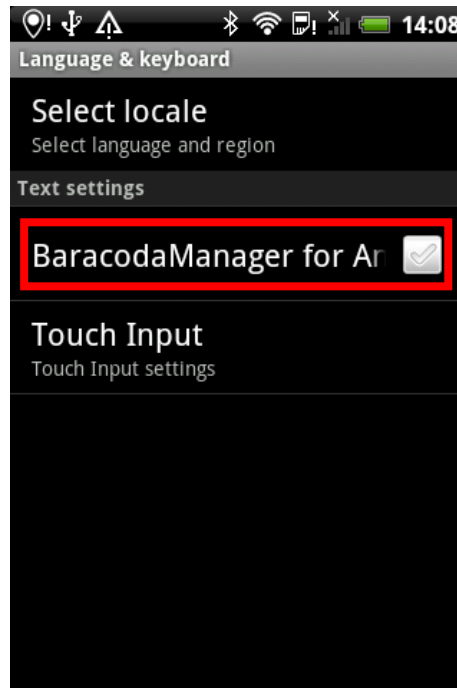 14:08
Language & keyboard
Select locale
Select language and region
Text settings
BaracodaManager for An
Touch Input
Touch Input settings